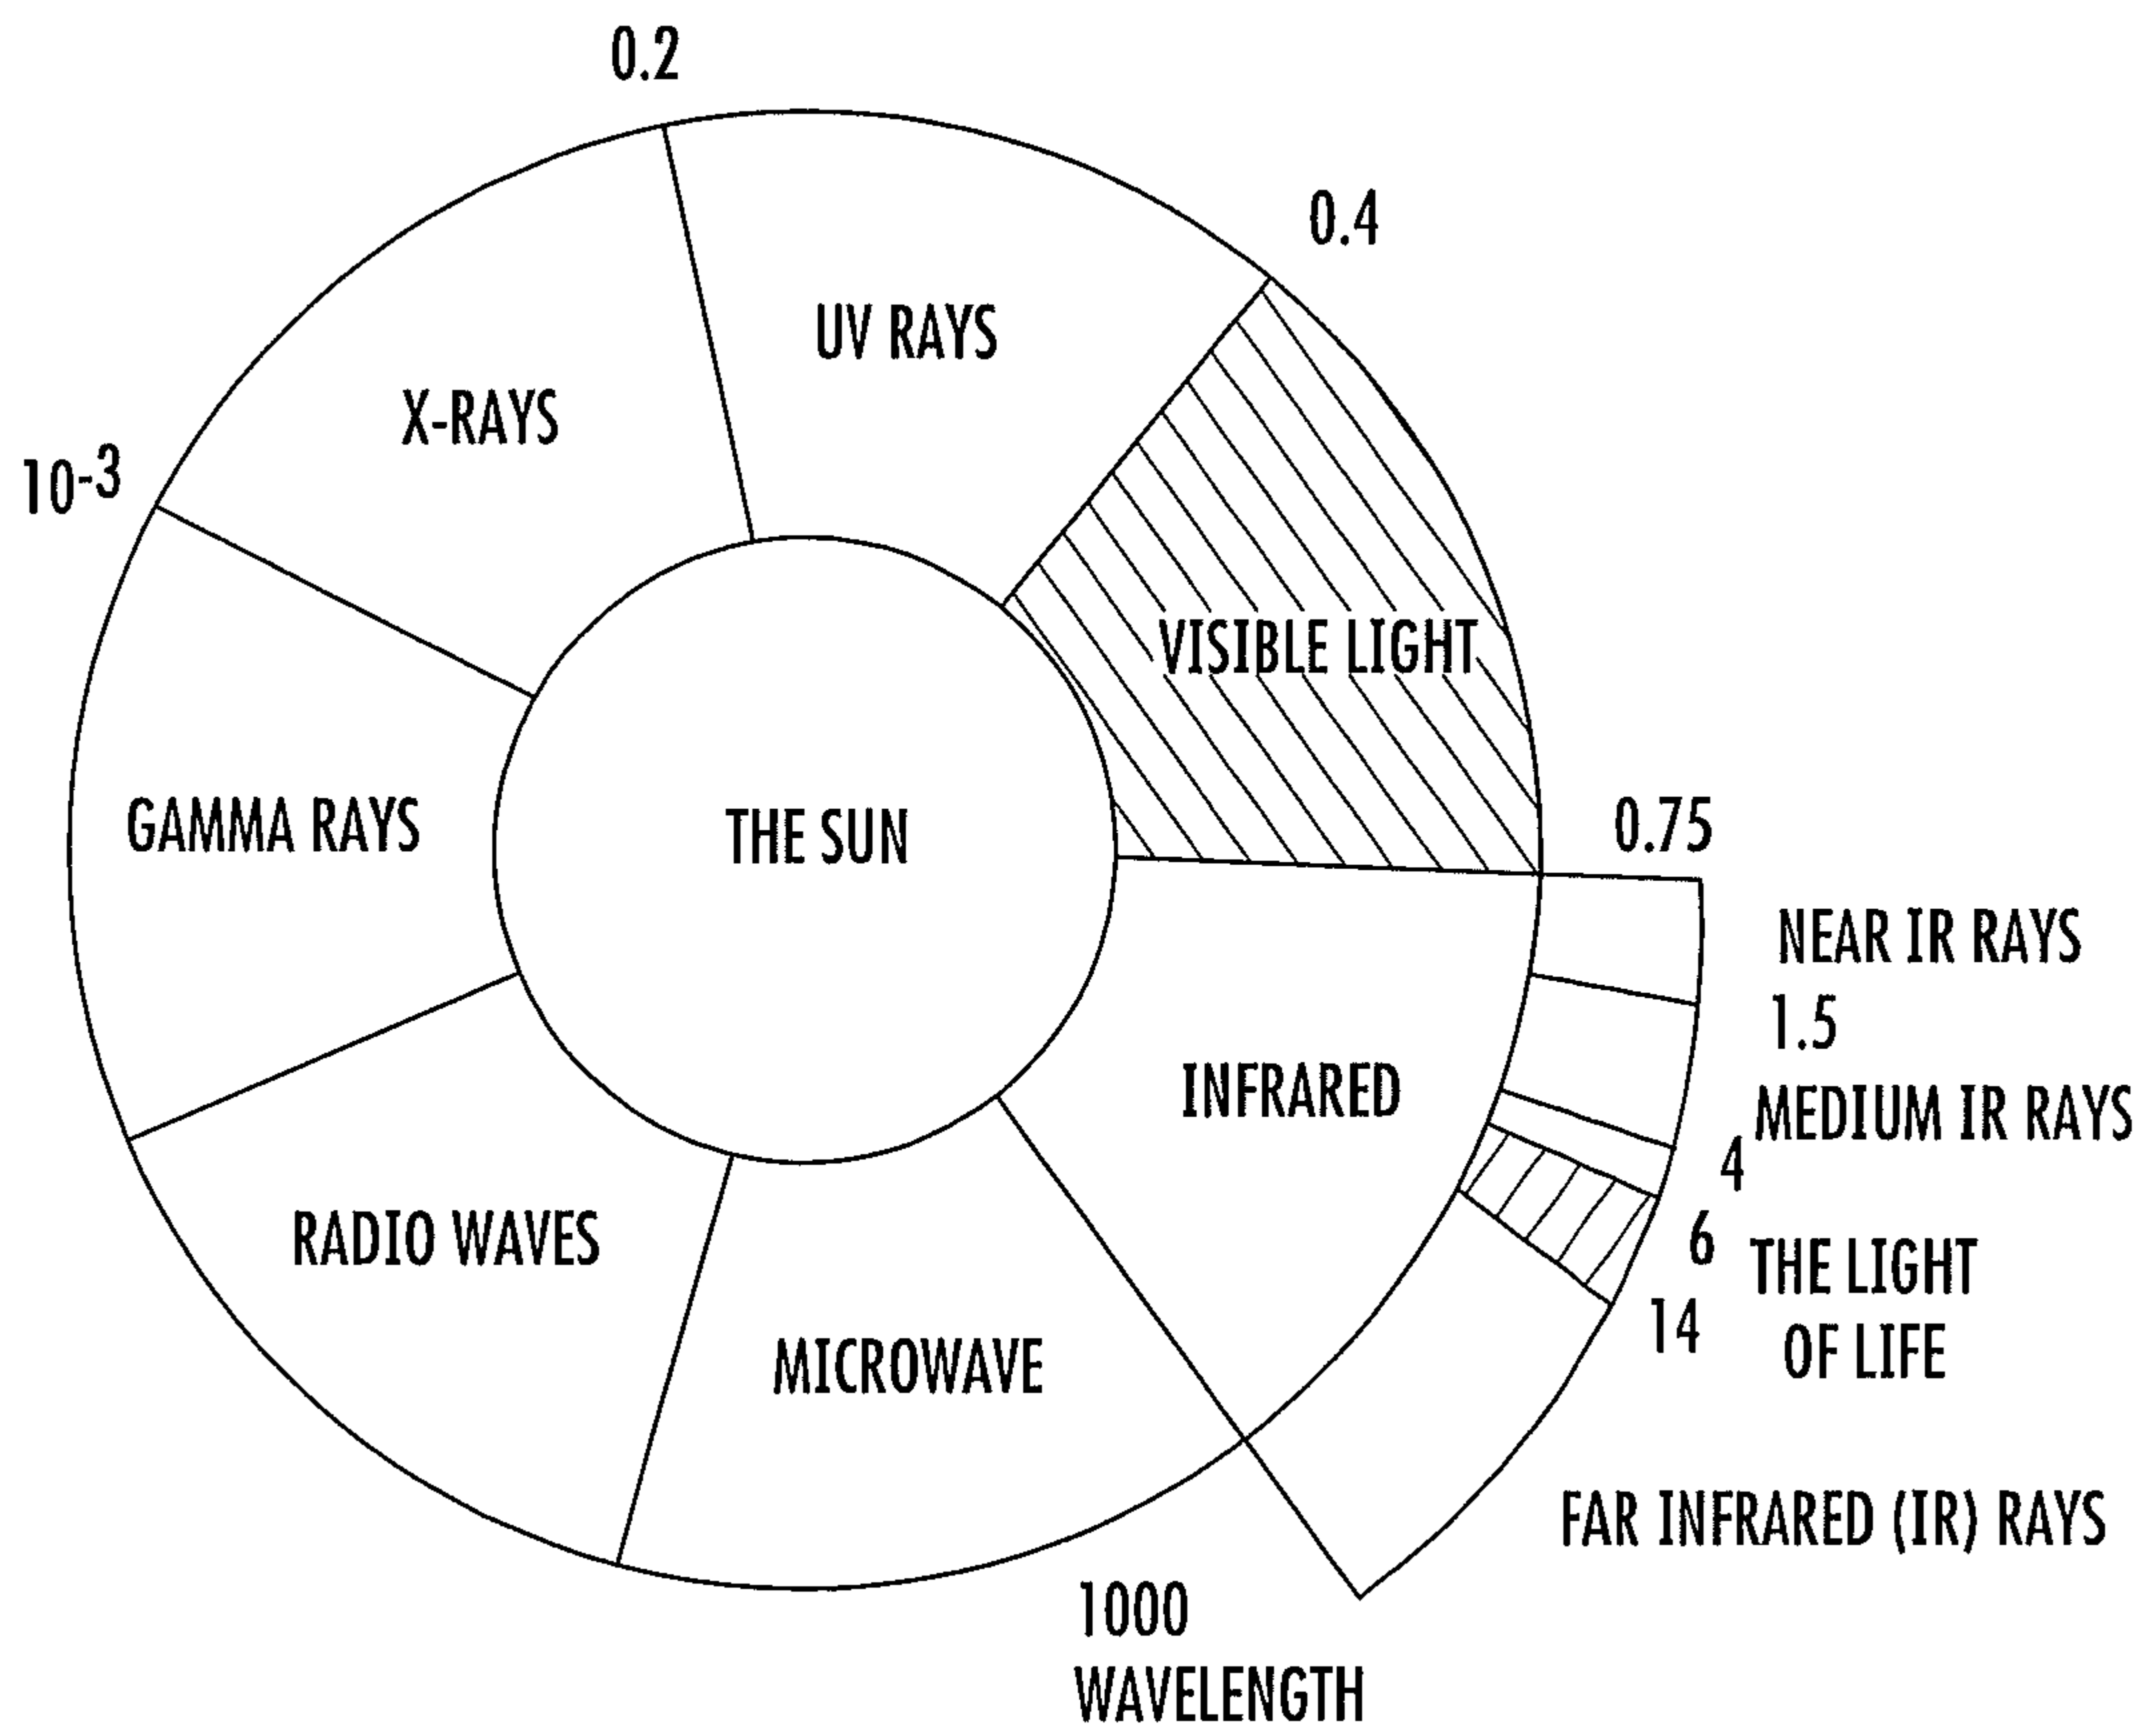 0.2
0.4
UV RAYS
X-RAYS
10-3
VISIBLE LIGHT
GAMMA RAYS
THE SUN
0.75
NEAR IR RAYS
1.5
INFRARED
MEDIUM IR RAYS
4
6
THE LIGHT
OF LIFE
14
RADIO WAVES
MICROWAVE
FAR INFRARED (IR) RAYS
1000
WAVELENGTH